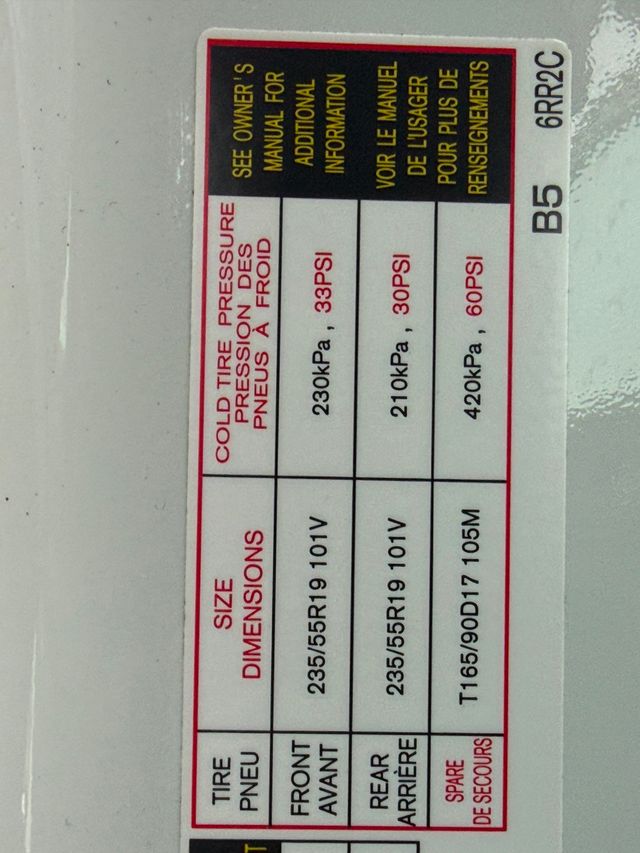 TIRE
PNEU
SIZE
DIMENSIONS
COLD TIRE PRESSURE
PRESSION DES
PNEUS À FROID
SEE OWNER'S
MANUAL FOR
ADDITIONAL
INFORMATION
VOIR LE MANUEL
DE L'USAGER
POUR PLUS DE
RENSEIGNEMENTS
FRONT
AVANT
235/55R19 101V
230kPa , 33PSI
REAR
ARRIÈRE
235/55R19 101V
210kPa , 30PSI
SPARE
DE SECOURS
T165/90D17 105M
420kPa , 60PSI
B5 6RR2C